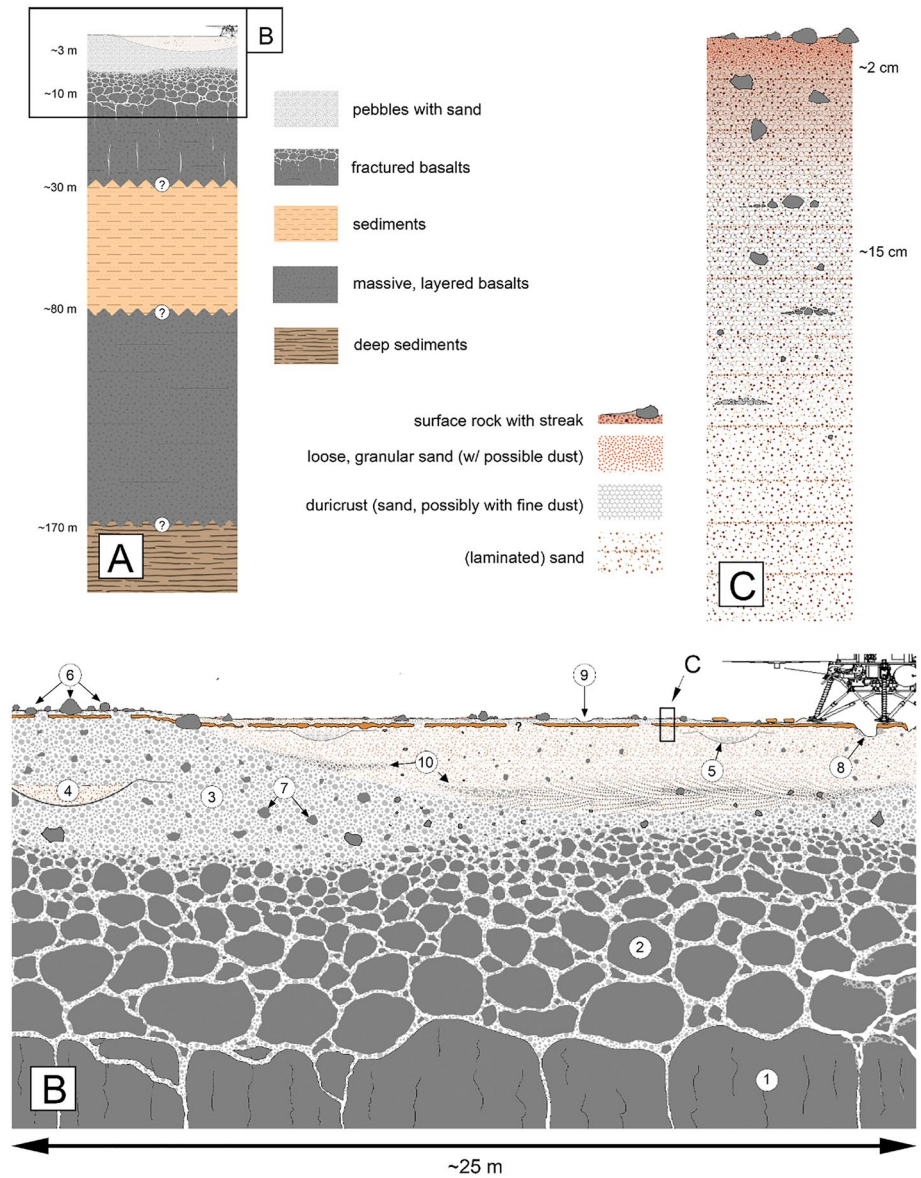 B
~3 m
~10 m
~30 m
?
~80 m
?
~170 m
?
A
pebbles with sand
fractured basalts
sediments
massive, layered basalts
deep sediments
surface rock with streak
loose, granular sand (w/ possible dust)
duricrust (sand, possibly with fine dust)
(laminated) sand
~2 cm
~15 cm
C
6
9
C
?
10
5
8
4
3
7
2
1
B
~25 m